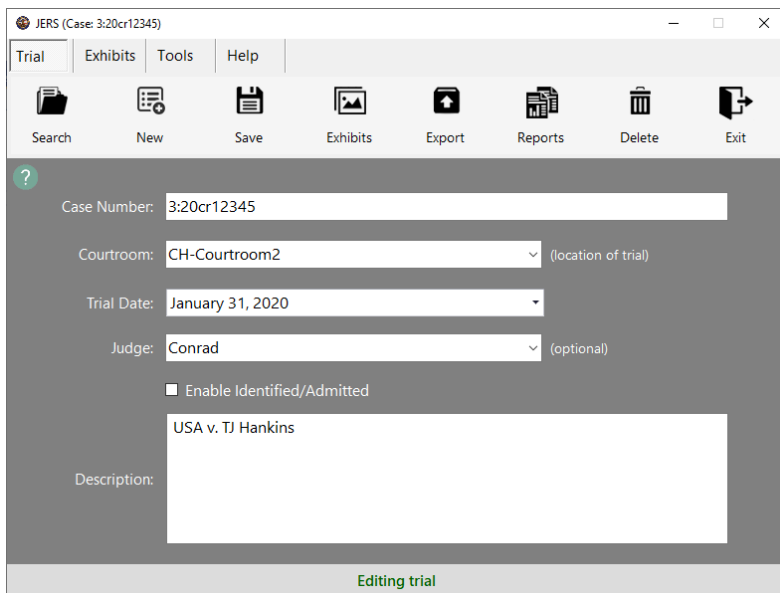 JERS (Case: 3:20cr12345)
Trial Exhibits Tools Help
Search New Save Exhibits Export Reports Delete Exit
?
Case Number: 3:20cr12345
Courtroom: CH-Courtroom2 (location of trial)
Trial Date: January 31, 2020
Judge: Conrad (optional)
Enable Identified/Admitted
USA v. TJ Hankins
Description:
Editing trial